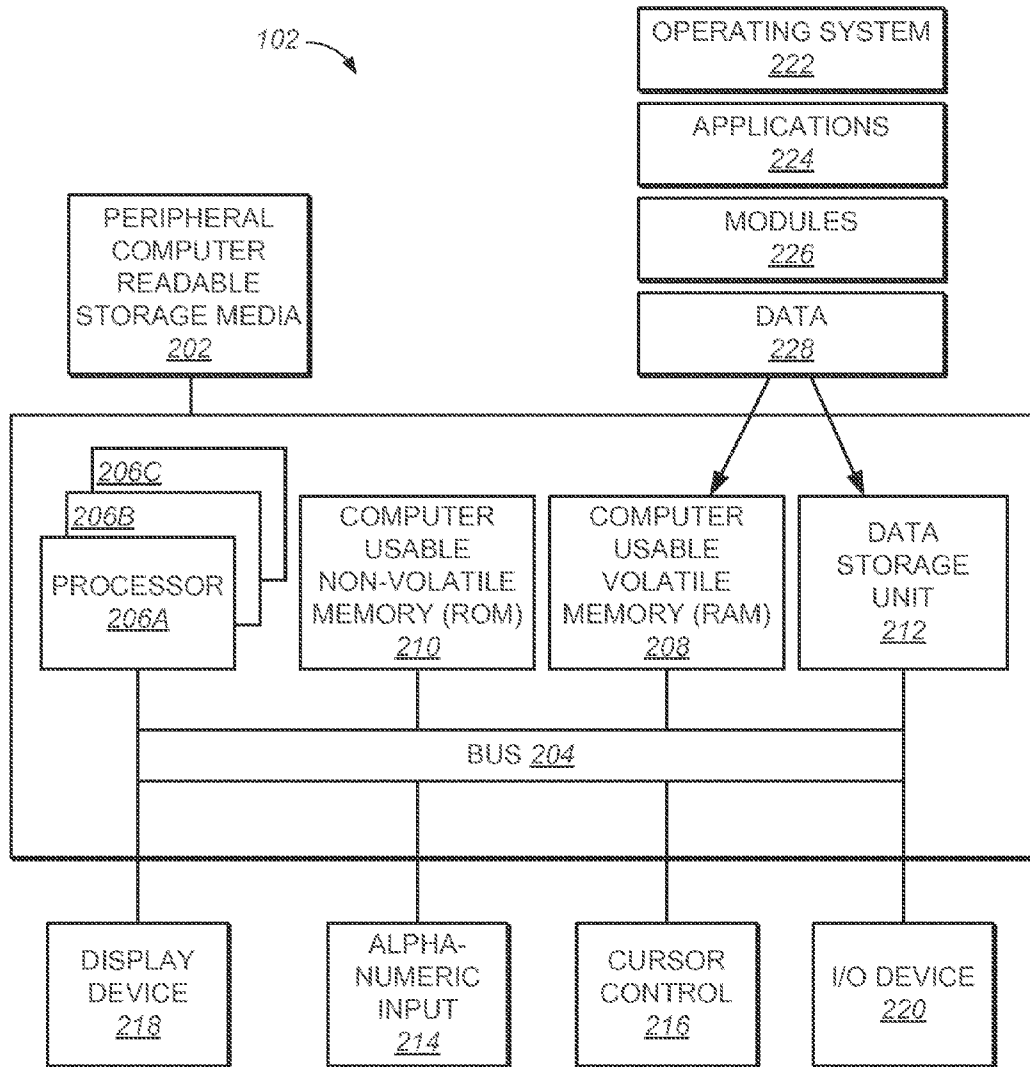 102
OPERATING SYSTEM
222
APPLICATIONS
224
MODULES
226
DATA
228
PERIPHERAL
COMPUTER
READABLE
STORAGE MEDIA
202
206C
206B
PROCESSOR
206A
COMPUTER
USABLE
NON-VOLATILE
MEMORY (ROM)
210
COMPUTER
USABLE
VOLATILE
MEMORY (RAM)
208
DATA
STORAGE
UNIT
212
BUS 204
DISPLAY
DEVICE
218
ALPHA-
NUMERIC
INPUT
214
CURSOR
CONTROL
216
I/O DEVICE
220